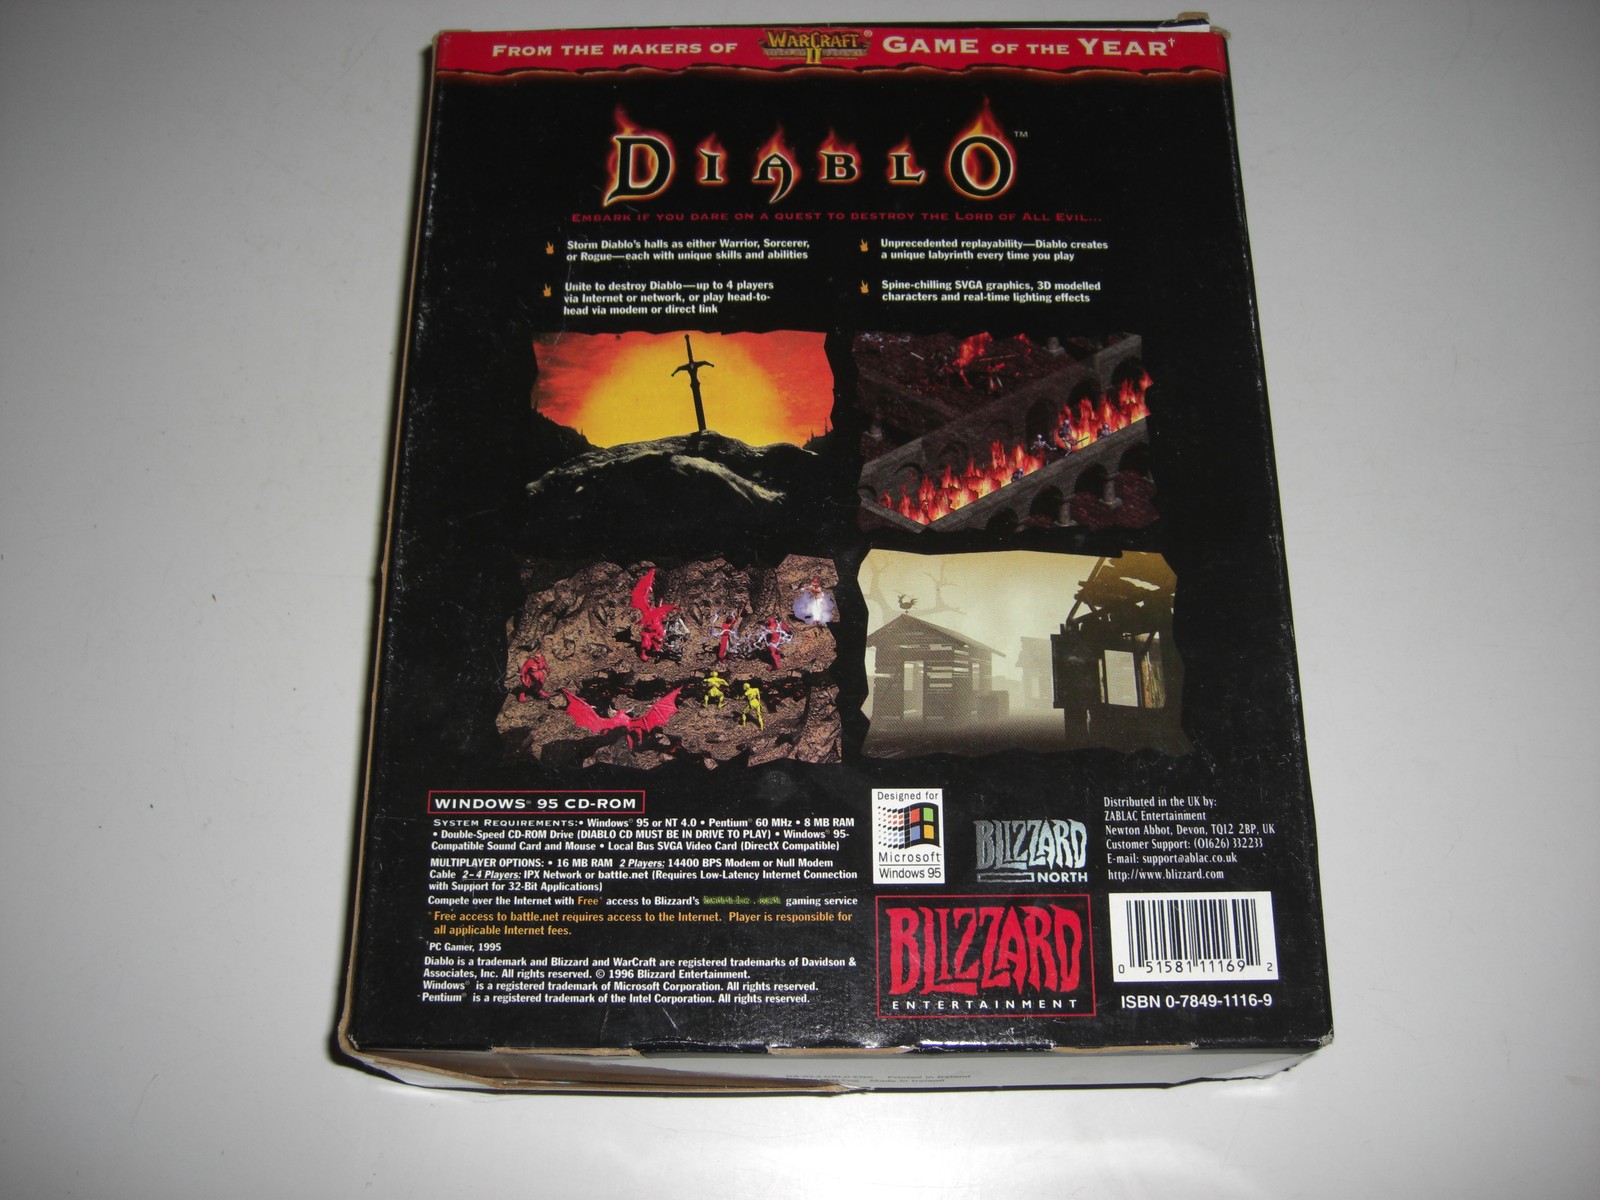 FROM THE MAKERS OF WARCRAFT II® GAME OF THE YEAR†
DIABLO™
EMBARK IF YOU DARE ON A QUEST TO DESTROY THE LORD OF ALL EVIL...
Storm Diablo's halls as either Warrior, Sorcerer,
or Rogue—each with unique skills and abilities
Unite to destroy Diablo—up to 4 players
via Internet or network, or play head-to-
head via modem or direct link
Unprecedented replayability—Diablo creates
a unique labyrinth every time you play
Spine-chilling SVGA graphics, 3D modelled
characters and real-time lighting effects
WINDOWS® 95 CD-ROM
SYSTEM REQUIREMENTS: • Windows® 95 or NT 4.0 • Pentium® 60 MHz • 8 MB RAM
• Double-Speed CD-ROM Drive (DIABLO CD MUST BE IN DRIVE TO PLAY) • Windows® 95-
Compatible Sound Card and Mouse • Local Bus SVGA Video Card (DirectX Compatible)
MULTIPLAYER OPTIONS: • 16 MB RAM 2 Players: 14400 BPS Modem or Null Modem
Cable 2-4 Players: IPX Network or battle.net (Requires Low-Latency Internet Connection
with Support for 32-Bit Applications)
Compete over the Internet with Free* access to Blizzard's battle.net gaming service
*Free access to battle.net requires access to the Internet. Player is responsible for
all applicable Internet fees.
†PC Gamer, 1995
Diablo is a trademark and Blizzard and WarCraft are registered trademarks of Davidson &
Associates, Inc. All rights reserved. © 1996 Blizzard Entertainment.
Windows® is a registered trademark of Microsoft Corporation. All rights reserved.
Pentium® is a registered trademark of the Intel Corporation. All rights reserved.
Designed for
Microsoft®
Windows 95
BLIZZARD
NORTH
BLIZZARD
ENTERTAINMENT
Distributed in the UK by:
ZABLAC Entertainment
Newton Abbot, Devon, TQ12 2BP, UK
Customer Support: (01626) 332233
E-mail: support@ablac.co.uk
http://www.blizzard.com
0 51581 11169 2
ISBN 0-7849-1116-9